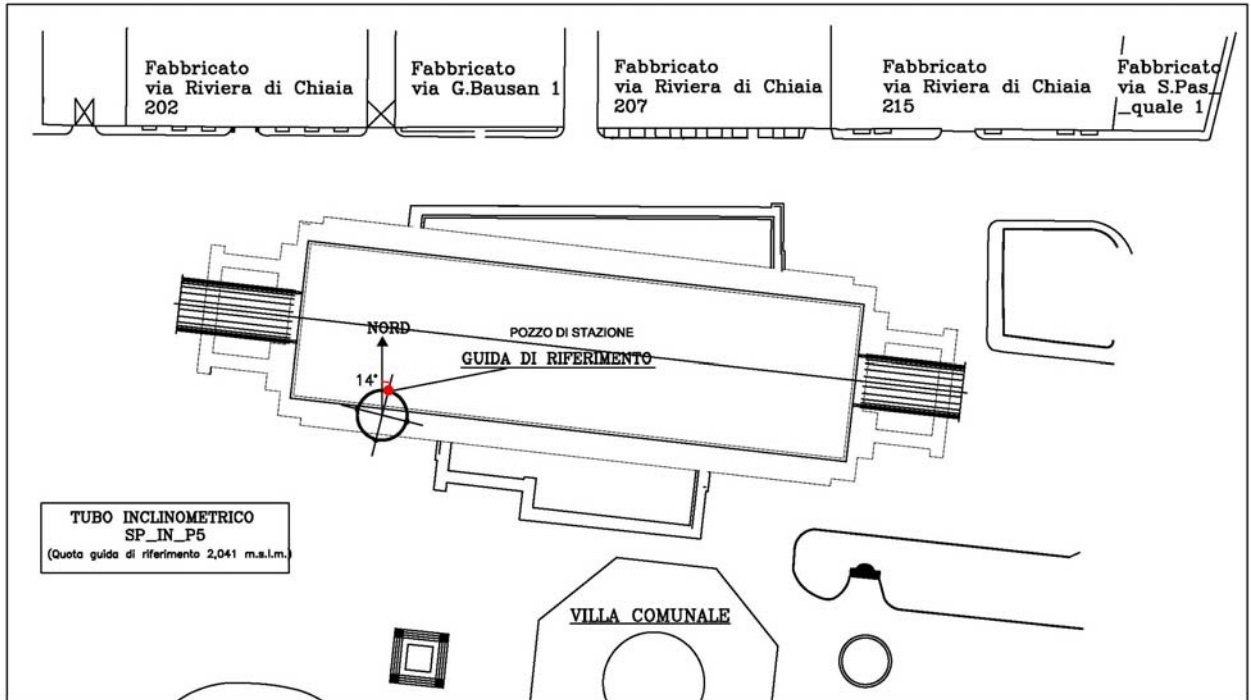 Fabbricato
via Riviera di Chiaia
202
Fabbricato
via G.Bausan 1
Fabbricato
via Riviera di Chiaia
207
Fabbricato
via Riviera di Chiaia
215
Fabbricato
via S.Pas_
_quale 1
NORD
POZZO DI STAZIONE
GUIDA DI RIFERIMENTO
14°
TUBO INCLINOMETRICO
SP_IN_P5
(Quota guida di riferimento 2,041 m.s.l.m.)
VILLA COMUNALE